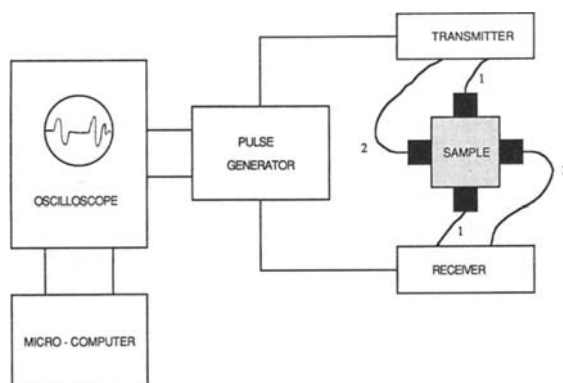 TRANSMITTER
1
PULSE
GENERATOR
2
SAMPLE
OSCILLOSCOPE
1
RECEIVER
MICRO - COMPUTER